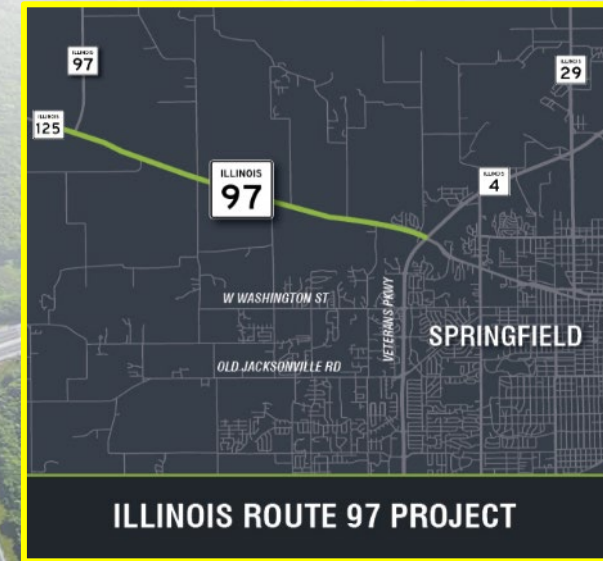 ILLINOIS
97
ILLINOIS
29
ILLINOIS
125
ILLINOIS
97
ILLINOIS
4
W WASHINGTON ST
VETERANS PKWY
SPRINGFIELD
OLD JACKSONVILLE RD
ILLINOIS ROUTE 97 PROJECT